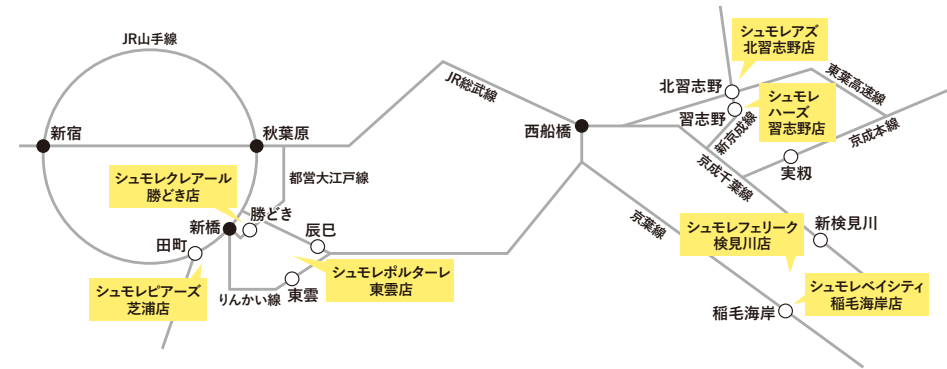 JR山手線
新宿
秋葉原
都営大江戸線
シュモレクレアール
勝どき店
新橋
勝どき
田町
辰巳
シュモレピアーズ
芝浦店
りんかい線
東雲
シュモレポルターレ
東雲店
JR総武線
西船橋
シュモレアズ
北習志野店
北習志野
東葉高速線
習志野
シュモレ
ハーズ
習志野店
新京成線
京成本線
実籾
京成千葉線
京葉線
シュモレフェリーク
検見川店
新検見川
シュモレベイシティ
稲毛海岸店
稲毛海岸